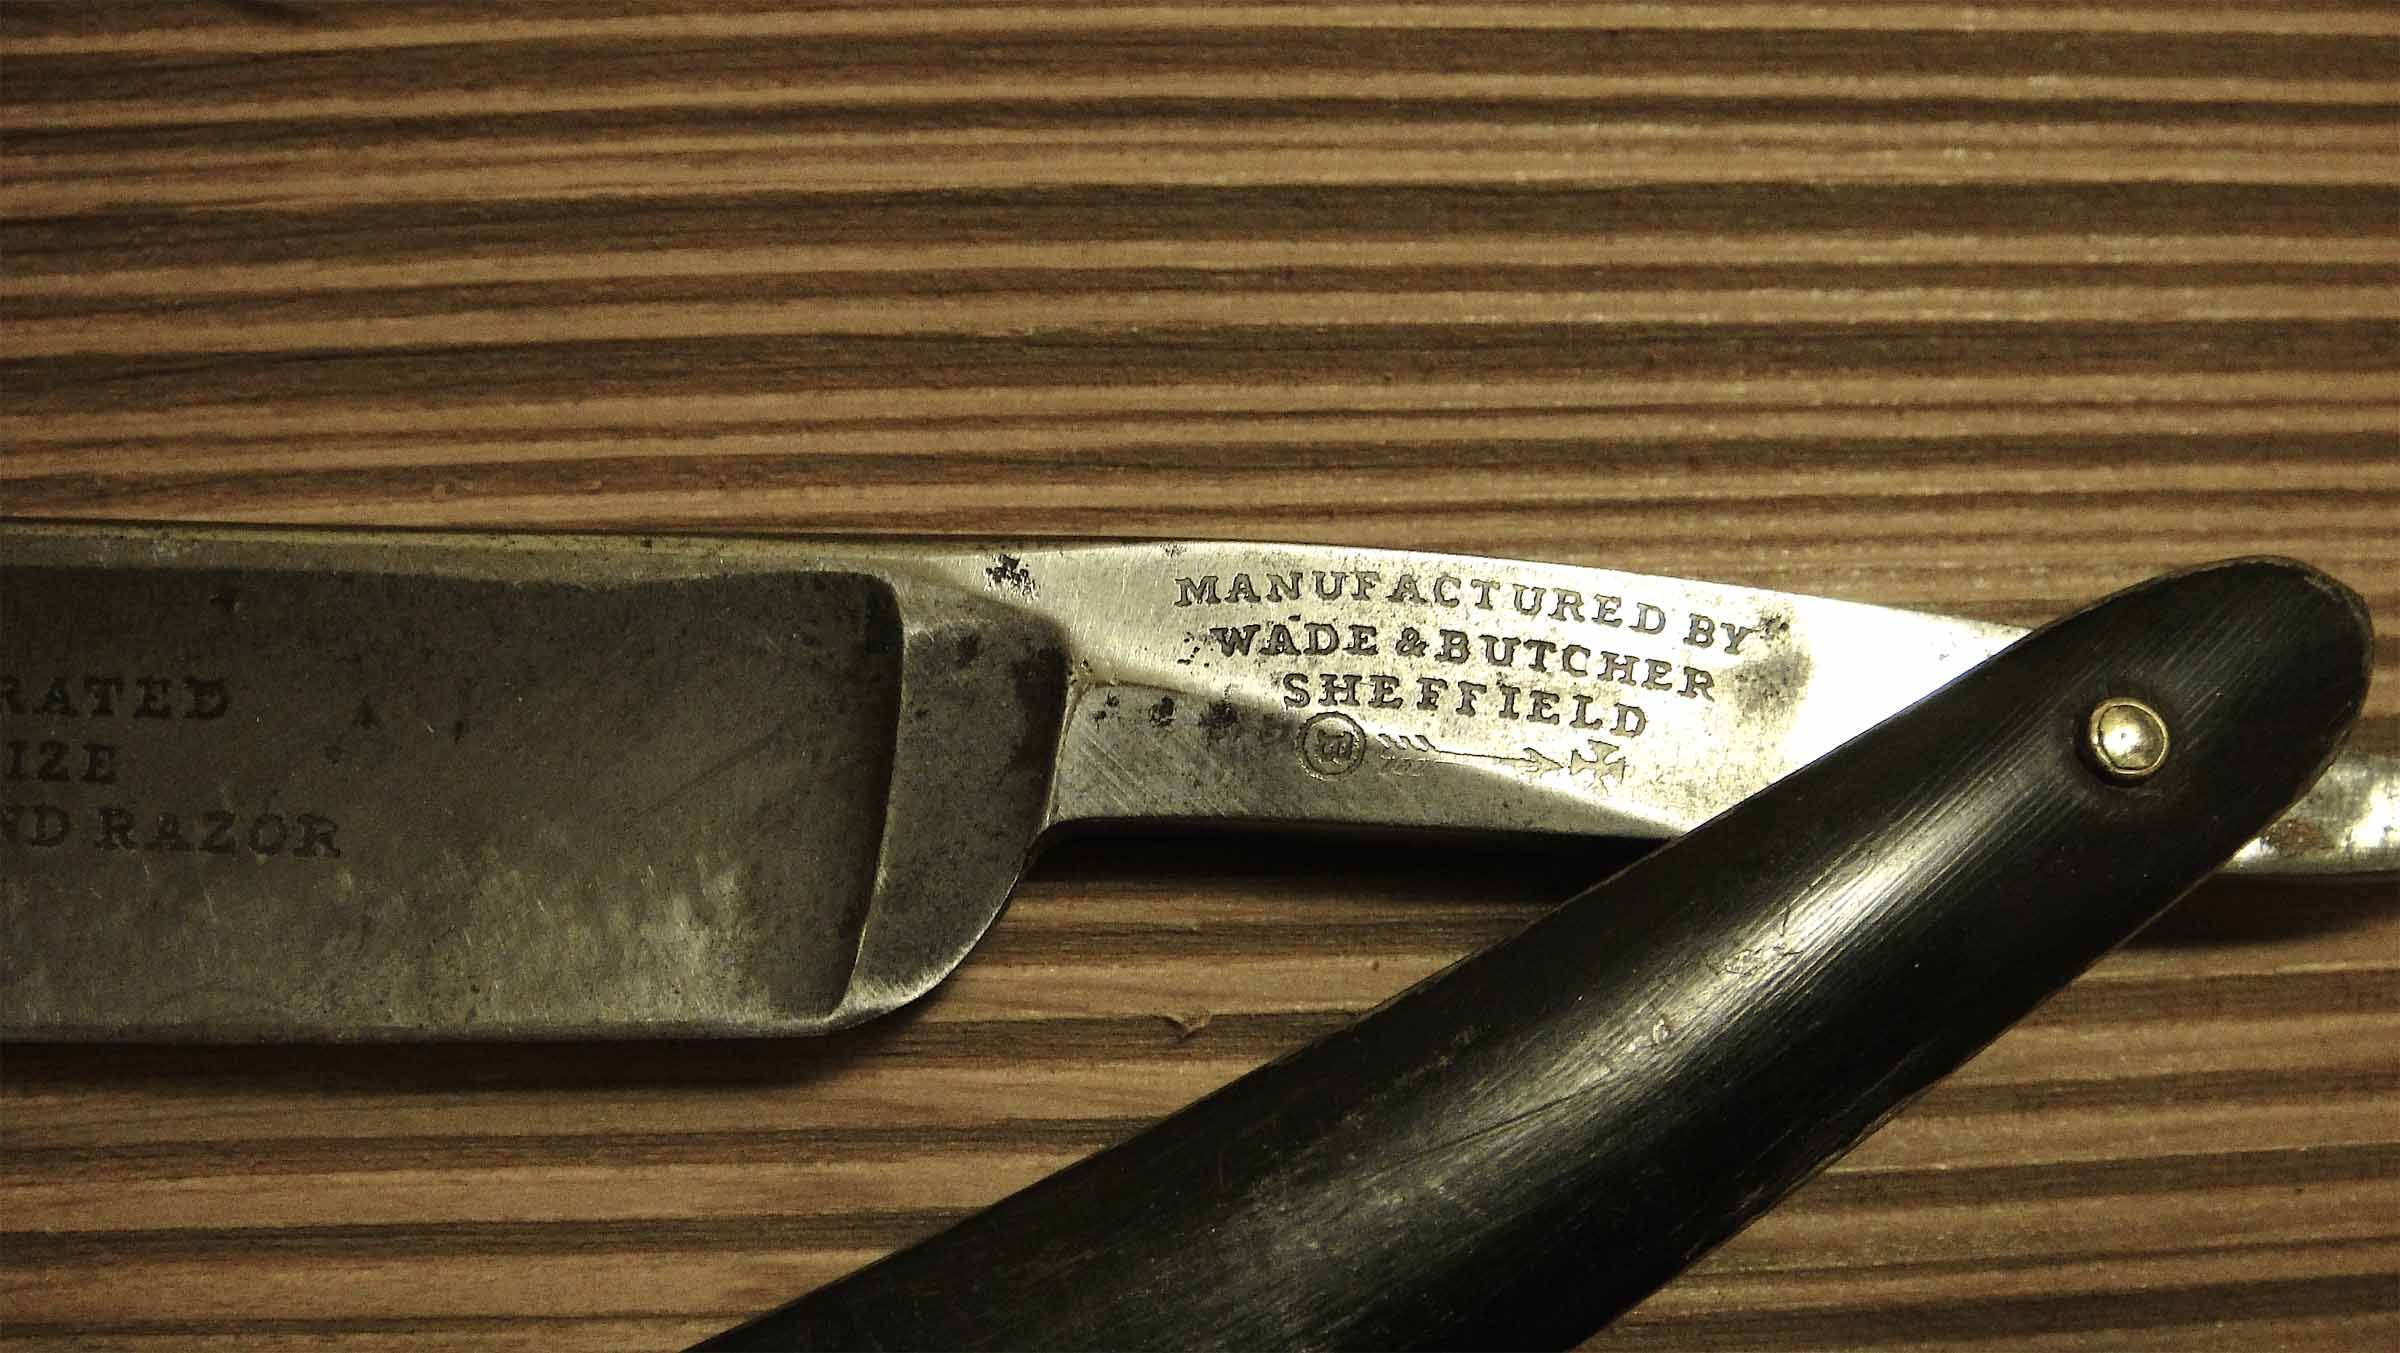 RATED
IZE
ND RAZOR
MANUFACTURED BY
WADE & BUTCHER
SHEFFIELD